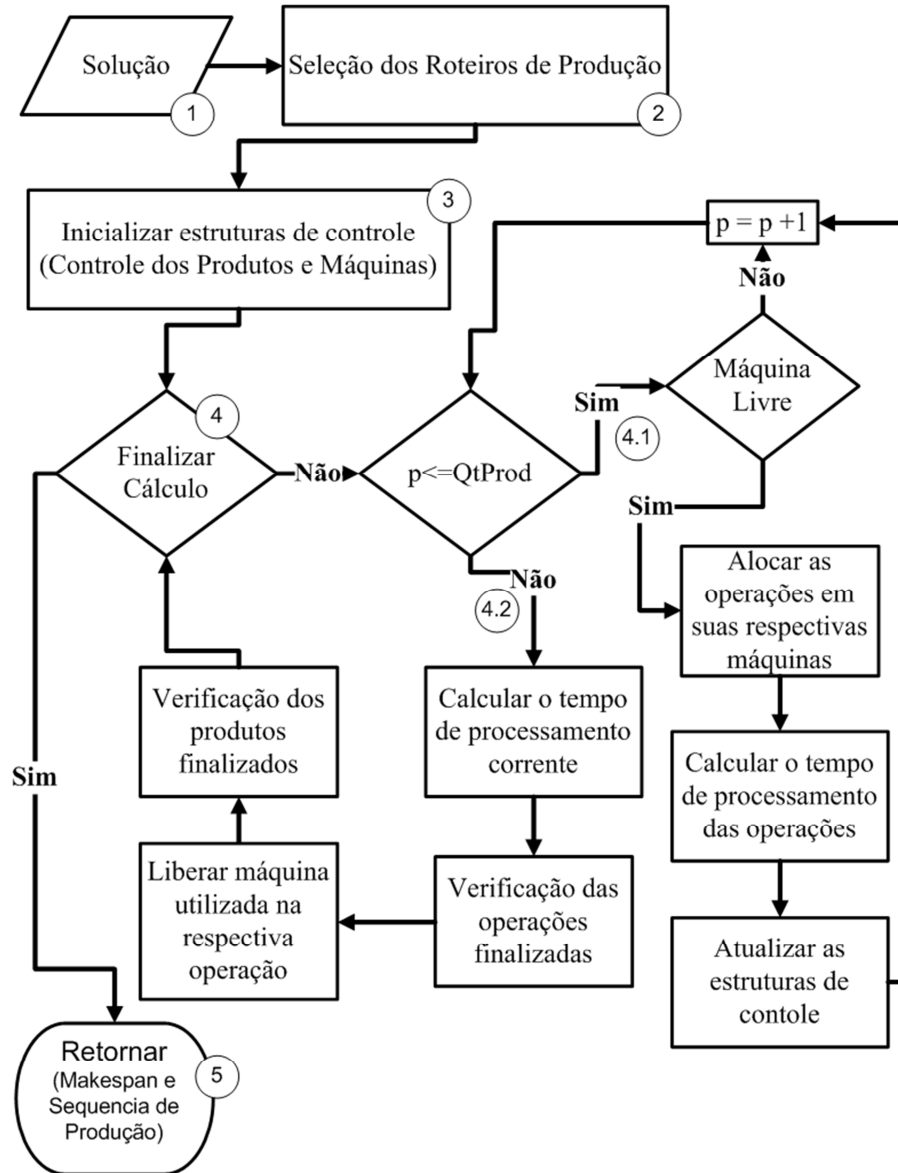 Solução
1
Seleção dos Roteiros de Produção
2
3
Inicializar estruturas de controle
(Controle dos Produtos e Máquinas)
p = p +1
Não
Máquina
Livre
4
Finalizar
Cálculo
Não
p<=QtProd
Sim
4.1
Sim
Não
4.2
Alocar as
operações em
suas respectivas
máquinas
Verificação dos
produtos
finalizados
Calcular o tempo
de processamento
corrente
Calcular o tempo
de processamento
das operações
Sim
Liberar máquina
utilizada na
respectiva
operação
Verificação das
operações
finalizadas
Atualizar as
estruturas de
contole
Retornar
(Makespan e
Sequencia de
Produção)
5